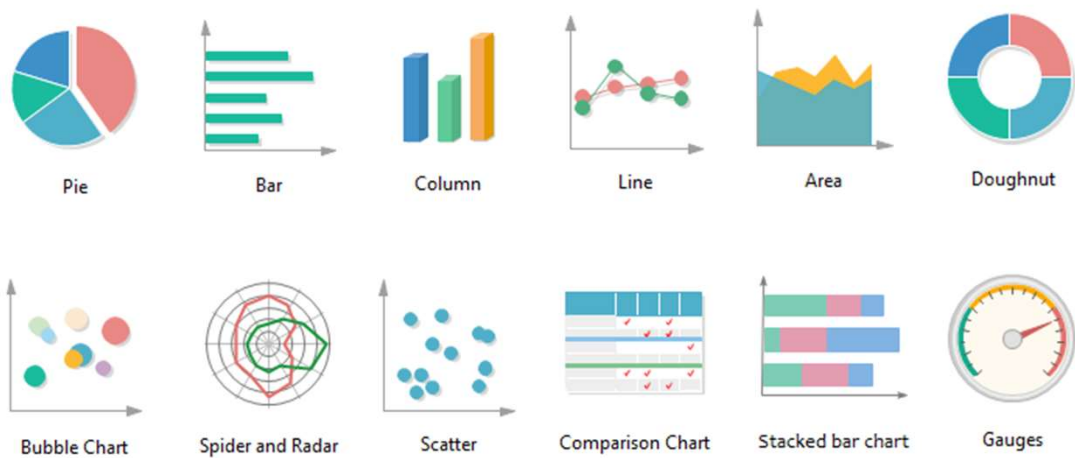 Pie
Bar
Column
Line
Area
Doughnut
Bubble Chart
Spider and Radar
Scatter
Comparison Chart
Stacked bar chart
Gauges